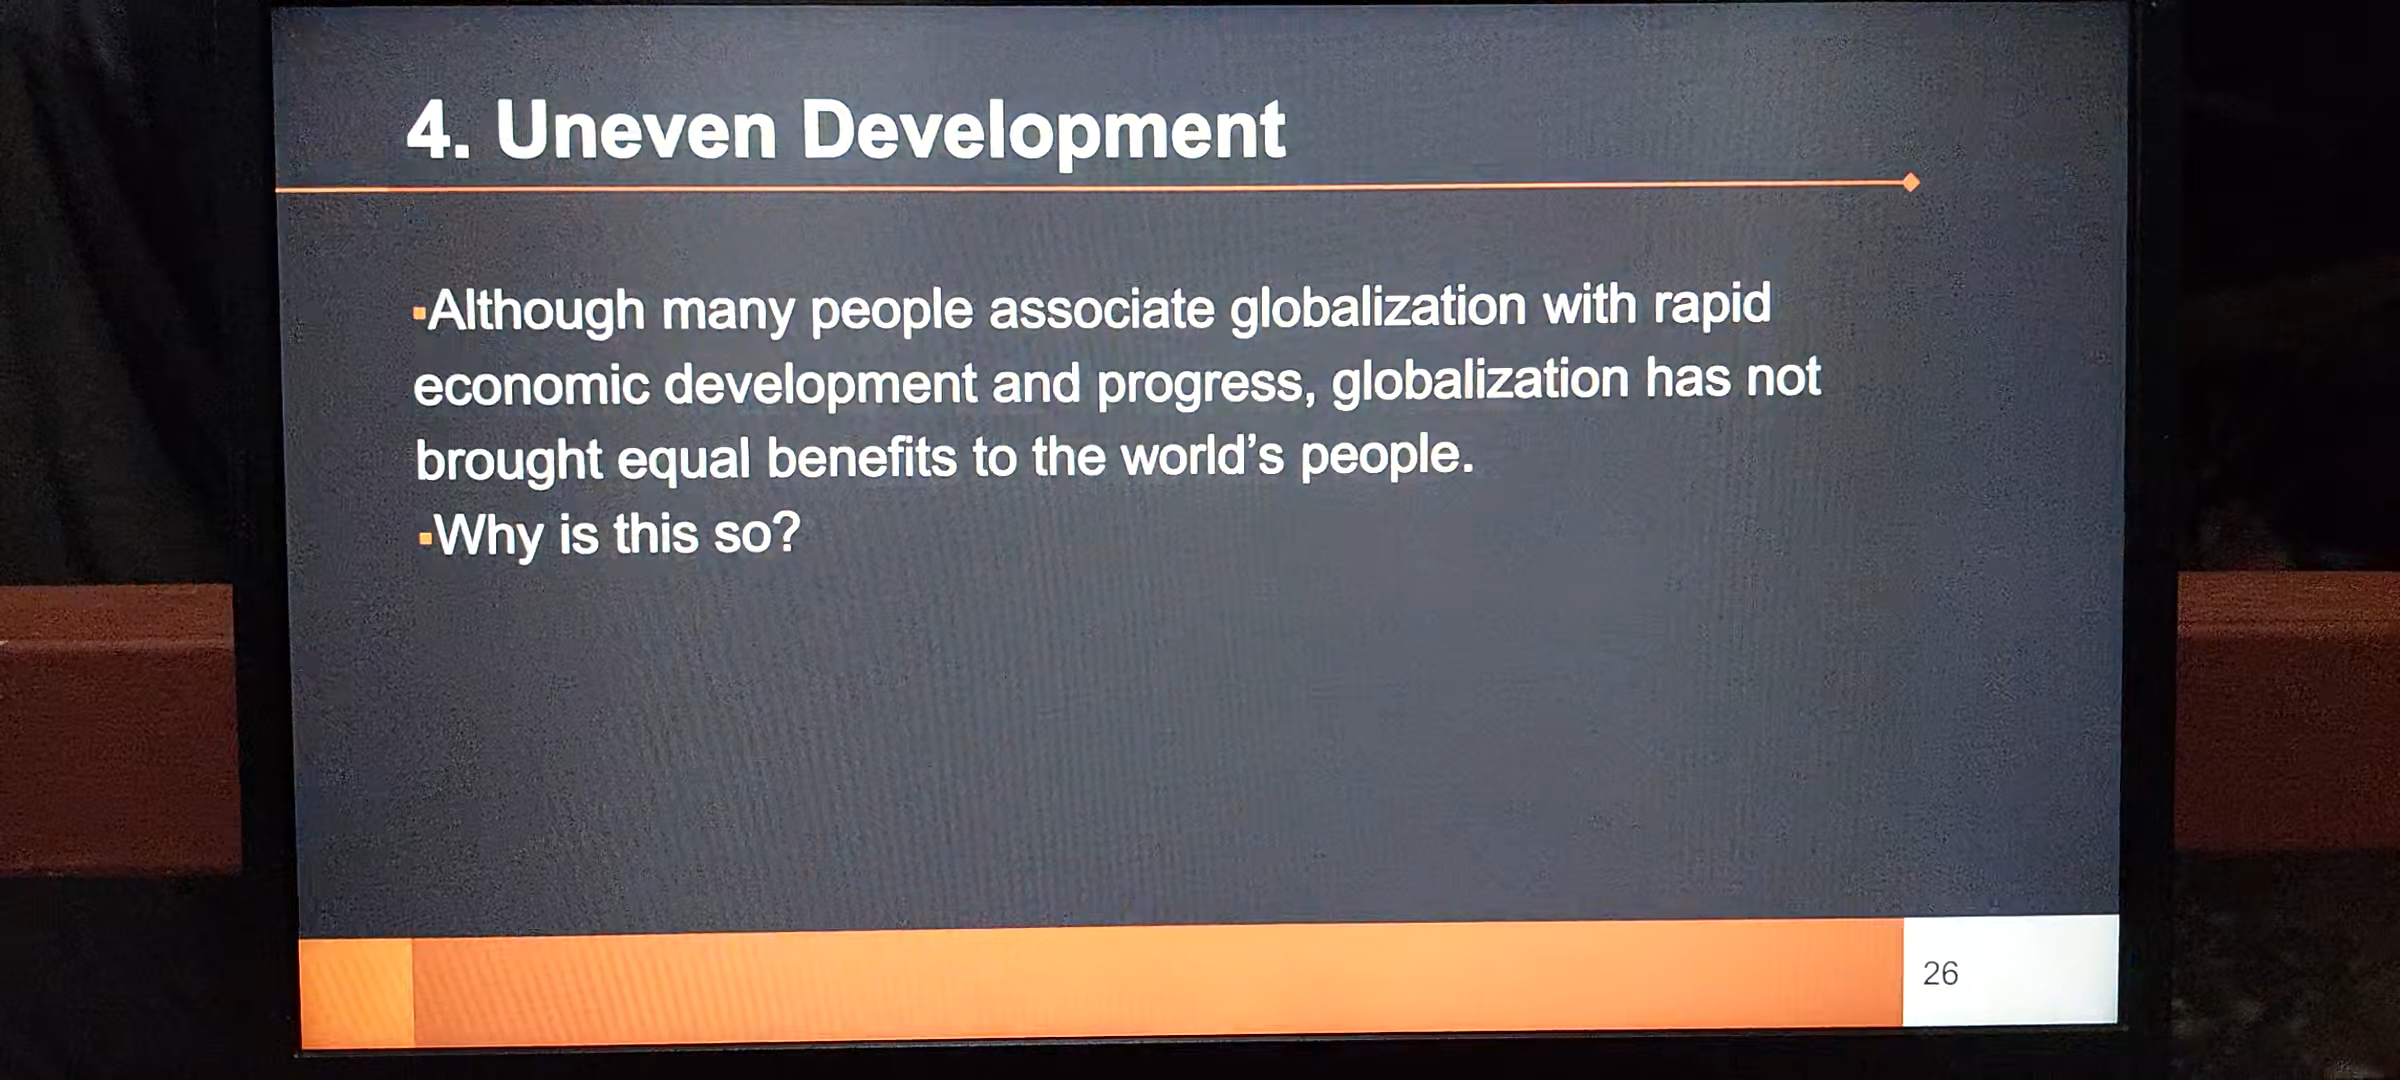 4. Uneven Development
▪Although many people associate globalization with rapid
economic development and progress, globalization has not
brought equal benefits to the world’s people.
▪Why is this so?
26